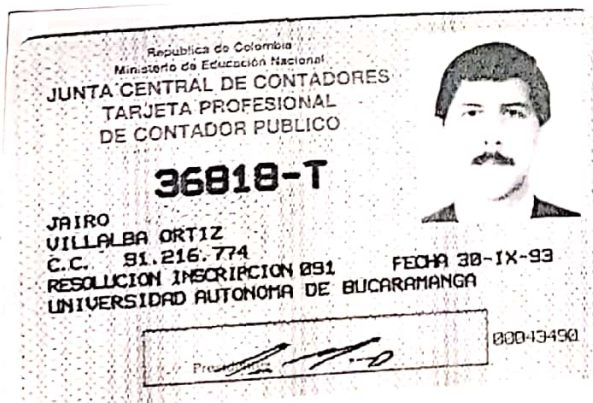 Republica de Colombia
Ministerio de Educación Nacional
JUNTA CENTRAL DE CONTADORES
TARJETA PROFESIONAL
DE CONTADOR PUBLICO
36818-T
JAIRO
VILLALBA ORTIZ
C.C. 91.216.774
RESOLUCION INSCRIPCION 091 FECHA 30-IX-93
UNIVERSIDAD AUTONOMA DE BUCARAMANGA
00043490